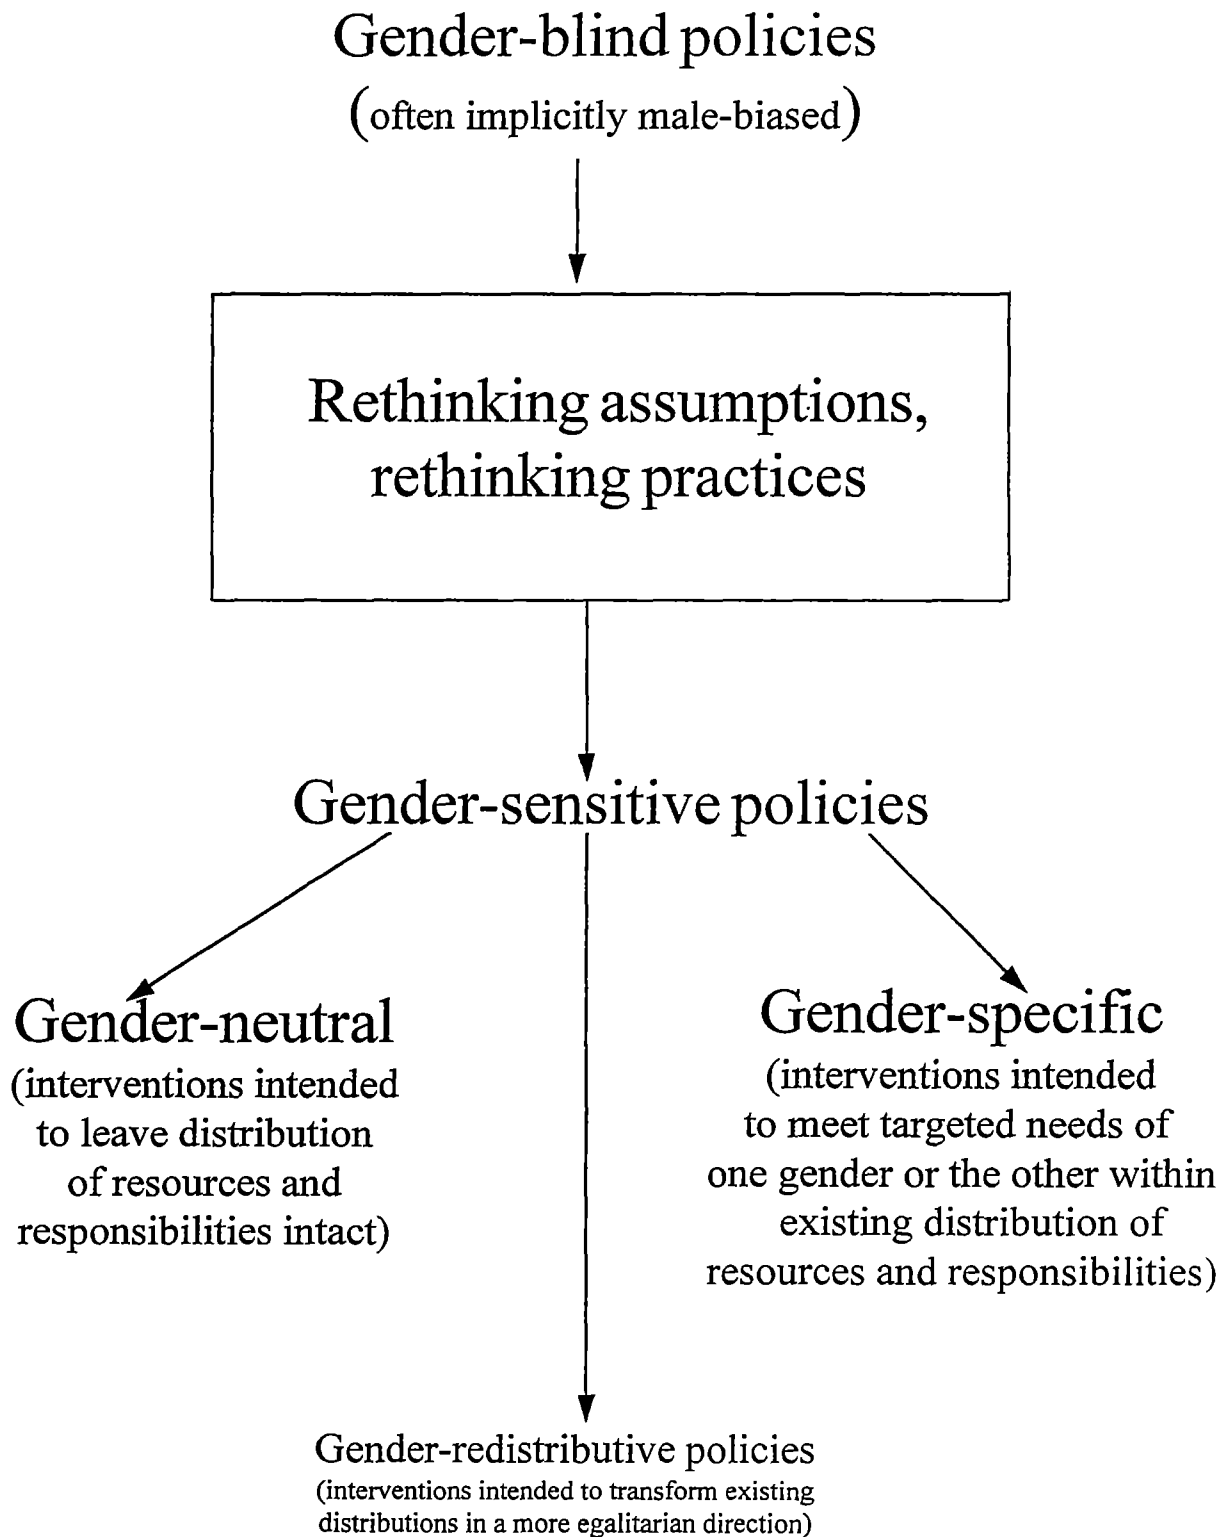 Gender-blind policies
(often implicitly male-biased)
Rethinking assumptions,
rethinking practices
Gender-sensitive policies
Gender-neutral
(interventions intended
to leave distribution
of resources and
responsibilities intact)
Gender-specific
(interventions intended
to meet targeted needs of
one gender or the other within
existing distribution of
resources and responsibilities)
Gender-redistributive policies
(interventions intended to transform existing
distributions in a more egalitarian direction)